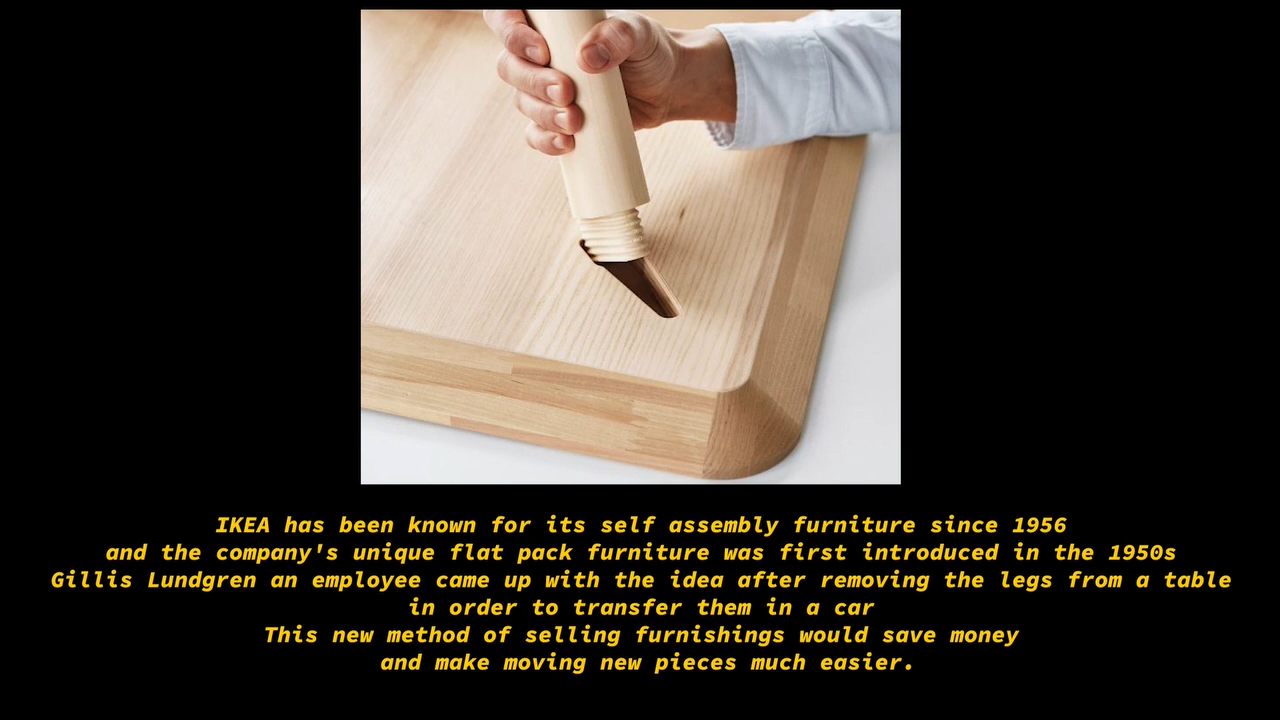 IKEA has been known for its self assembly furniture since 1956
and the company's unique flat pack furniture was first introduced in the 1950s
Gillis Lundgren an employee came up with the idea after removing the legs from a table
in order to transfer them in a car
This new method of selling furnishings would save money
and make moving new pieces much easier.